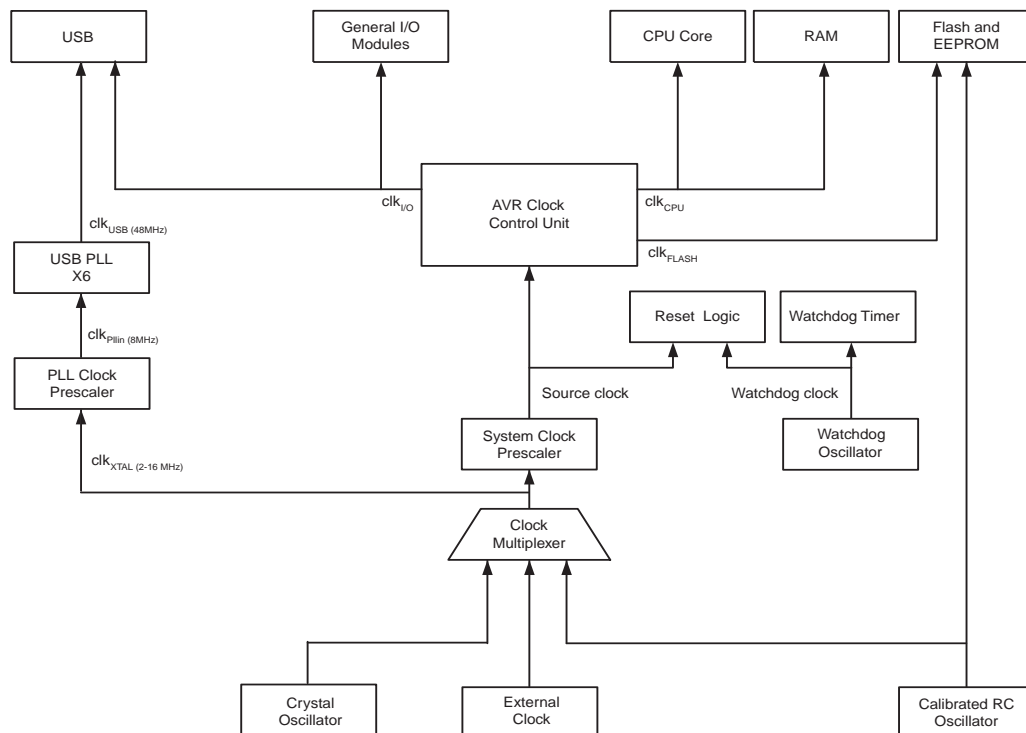 USB
General I/O
Modules
CPU Core
RAM
Flash and
EEPROM
AVR Clock
Control Unit
clkI/O
clkCPU
clkFLASH
clkUSB (48MHz)
USB PLL
X6
clkPllin (8MHz)
PLL Clock
Prescaler
clkXTAL (2-16 MHz)
Reset Logic
Watchdog Timer
Source clock
Watchdog clock
System Clock
Prescaler
Watchdog
Oscillator
Clock
Multiplexer
Crystal
Oscillator
External
Clock
Calibrated RC
Oscillator